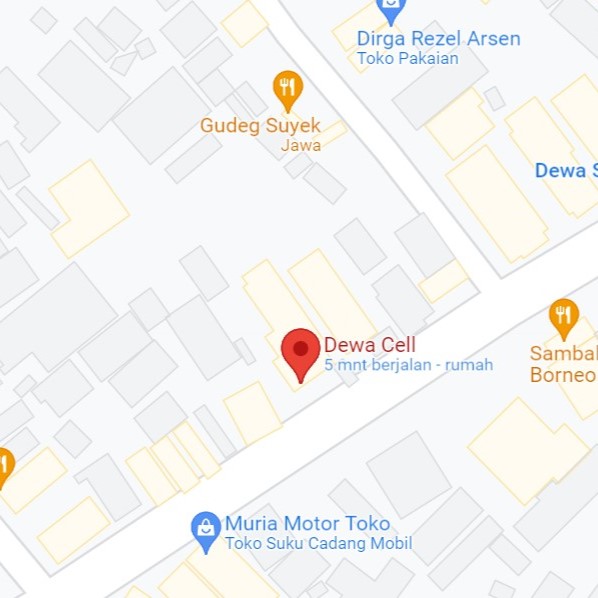 Dirga Rezel Arsen
Toko Pakaian
Gudeg Suyek
Jawa
Dewa S
Dewa Cell
5 mnt berjalan - rumah
Sambal
Borneo
Muria Motor Toko
Toko Suku Cadang Mobil